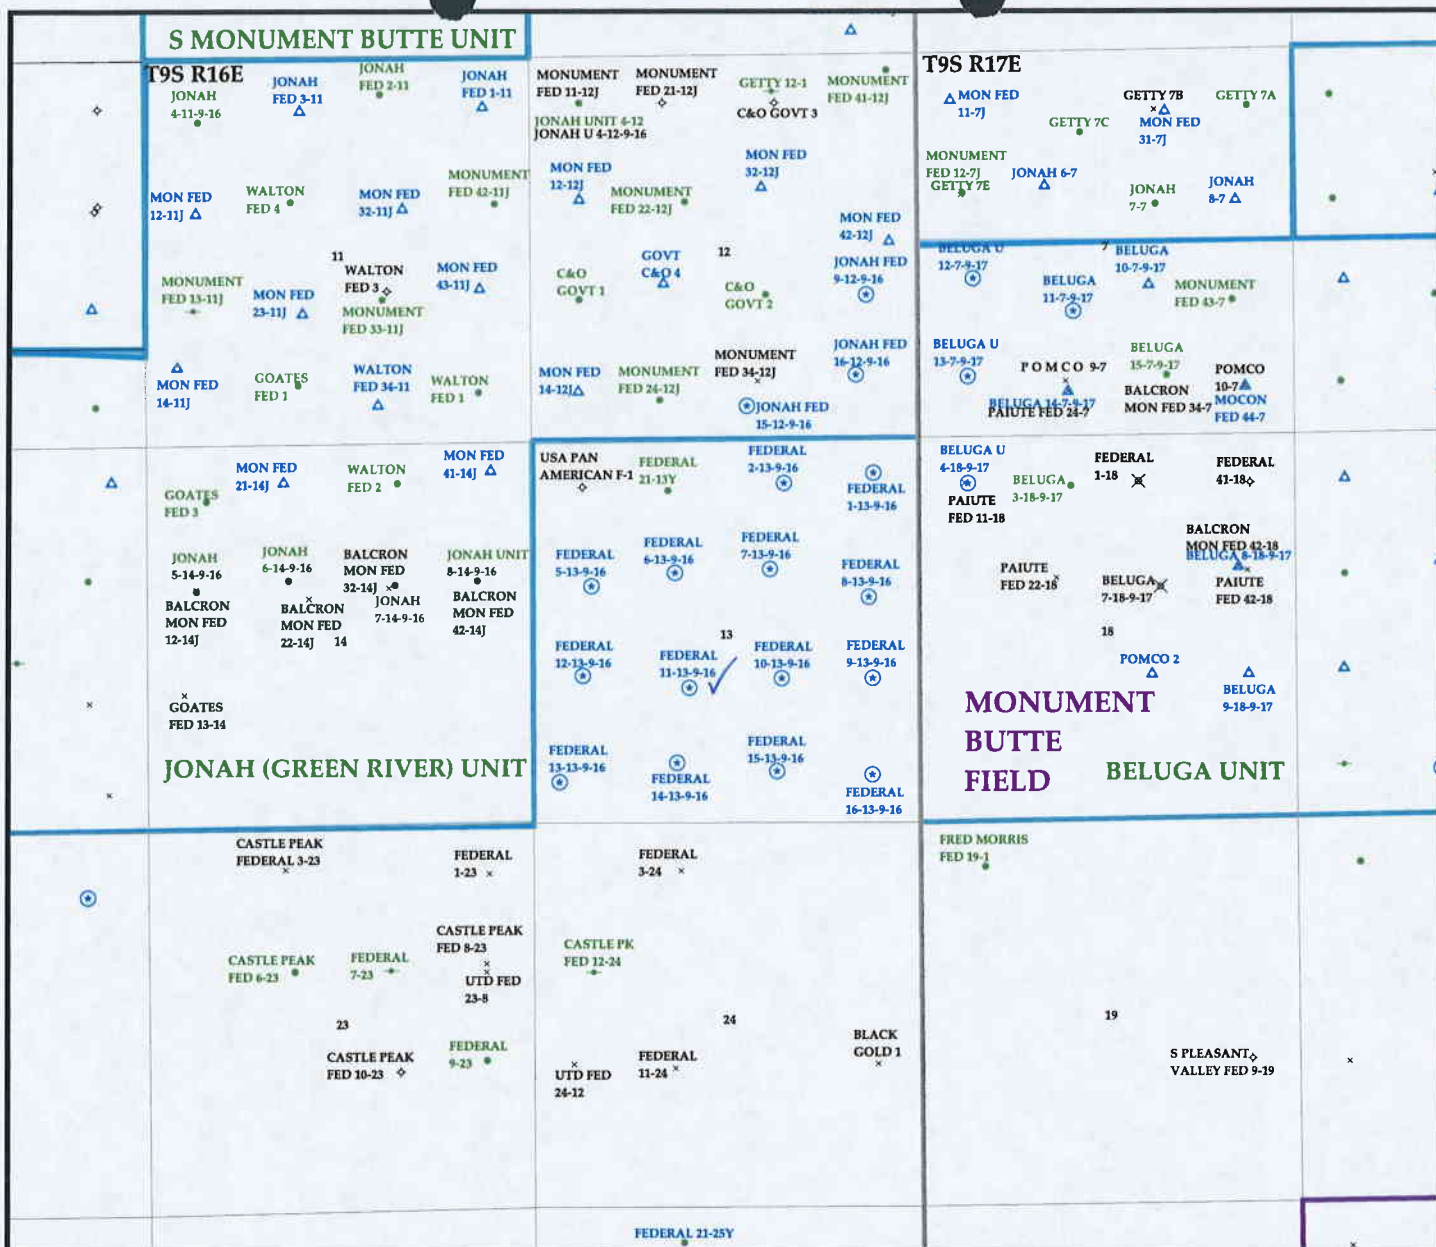 S MONUMENT BUTTE UNIT
T9S R16E
JONAH
4-11-9-16
JONAH
FED 3-11
JONAH
FED 2-11
JONAH
FED 1-11
MONUMENT
FED 11-12J
MONUMENT
FED 21-12J
GETTY 12-1
C&O GOVT 3
MONUMENT
FED 41-12J
JONAH UNIT 4-12
JONAH U 4-12-9-16
T9S R17E
MON FED
11-7J
GETTY 7C
GETTY 7B
MON FED
31-7J
GETTY 7A
MON FED
12-11J
WALTON
FED 4
MON FED
32-11J
MONUMENT
FED 42-11J
MON FED
12-12J
MONUMENT
FED 22-12J
MON FED
32-12J
MON FED
42-12J
MONUMENT
FED 12-7J
GETTY 7E
JONAH 6-7
JONAH
7-7
JONAH
8-7
11
MONUMENT
FED 13-11J
MON FED
23-11J
WALTON
FED 3
MONUMENT
FED 33-11J
MON FED
43-11J
C&O
GOVT 1
GOVT
C&O 4
12
C&O
GOVT 2
JONAH FED
9-12-9-16
BELUGA U
12-7-9-17
7
BELUGA
11-7-9-17
BELUGA
10-7-9-17
MONUMENT
FED 43-7
MON FED
14-11J
GOATES
FED 1
WALTON
FED 34-11
WALTON
FED 1
MON FED
14-12J
MONUMENT
FED 24-12J
MONUMENT
FED 34-12J
JONAH FED
16-12-9-16
JONAH FED
15-12-9-16
BELUGA U
13-7-9-17
POMCO 9-7
BELUGA 14-7-9-17
PAIUTE FED 24-7
BELUGA
15-7-9-17
BALCRON
MON FED 34-7
POMCO
10-7
MOCON
FED 44-7
GOATES
FED 3
MON FED
21-14J
WALTON
FED 2
MON FED
41-14J
USA PAN
AMERICAN F-1
FEDERAL
21-13Y
FEDERAL
2-13-9-16
FEDERAL
1-13-9-16
BELUGA U
4-18-9-17
PAIUTE
FED 11-18
BELUGA
3-18-9-17
FEDERAL
1-18
FEDERAL
41-18
JONAH
5-14-9-16
BALCRON
MON FED
12-14J
JONAH
6-14-9-16
BALCRON
MON FED
22-14J
BALCRON
MON FED
32-14J
JONAH
7-14-9-16
14
JONAH UNIT
8-14-9-16
BALCRON
MON FED
42-14J
FEDERAL
5-13-9-16
FEDERAL
6-13-9-16
FEDERAL
7-13-9-16
FEDERAL
8-13-9-16
PAIUTE
FED 22-18
BELUGA
7-18-9-17
BALCRON
MON FED 42-18
BELUGA 8-18-9-17
PAIUTE
FED 42-18
GOATES
FED 13-14
FEDERAL
12-13-9-16
FEDERAL
11-13-9-16
13
FEDERAL
10-13-9-16
FEDERAL
9-13-9-16
18
POMCO 2
BELUGA
9-18-9-17
JONAH (GREEN RIVER) UNIT
FEDERAL
13-13-9-16
FEDERAL
14-13-9-16
FEDERAL
15-13-9-16
FEDERAL
16-13-9-16
MONUMENT
BUTTE
FIELD
BELUGA UNIT
CASTLE PEAK
FEDERAL 3-23
FEDERAL
1-23
FEDERAL
3-24
FRED MORRIS
FED 19-1
CASTLE PEAK
FED 6-23
FEDERAL
7-23
CASTLE PEAK
FED 8-23
UTD FED
23-8
CASTLE PK
FED 12-24
23
24
19
CASTLE PEAK
FED 10-23
FEDERAL
9-23
UTD FED
24-12
FEDERAL
11-24
BLACK
GOLD 1
S PLEASANT
VALLEY FED 9-19
FEDERAL 21-25Y